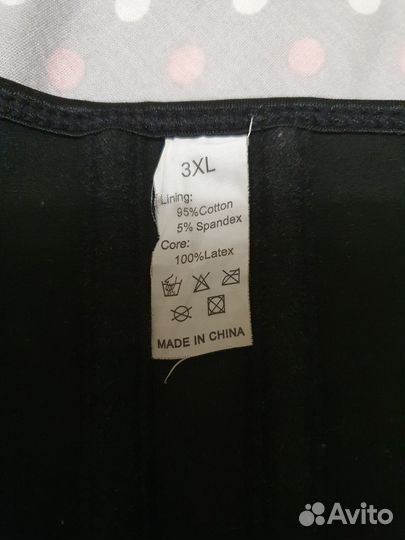 3XL
Lining:
95%Cotton
5% Spandex
Core:
100%Latex
MADE IN CHINA
Avito